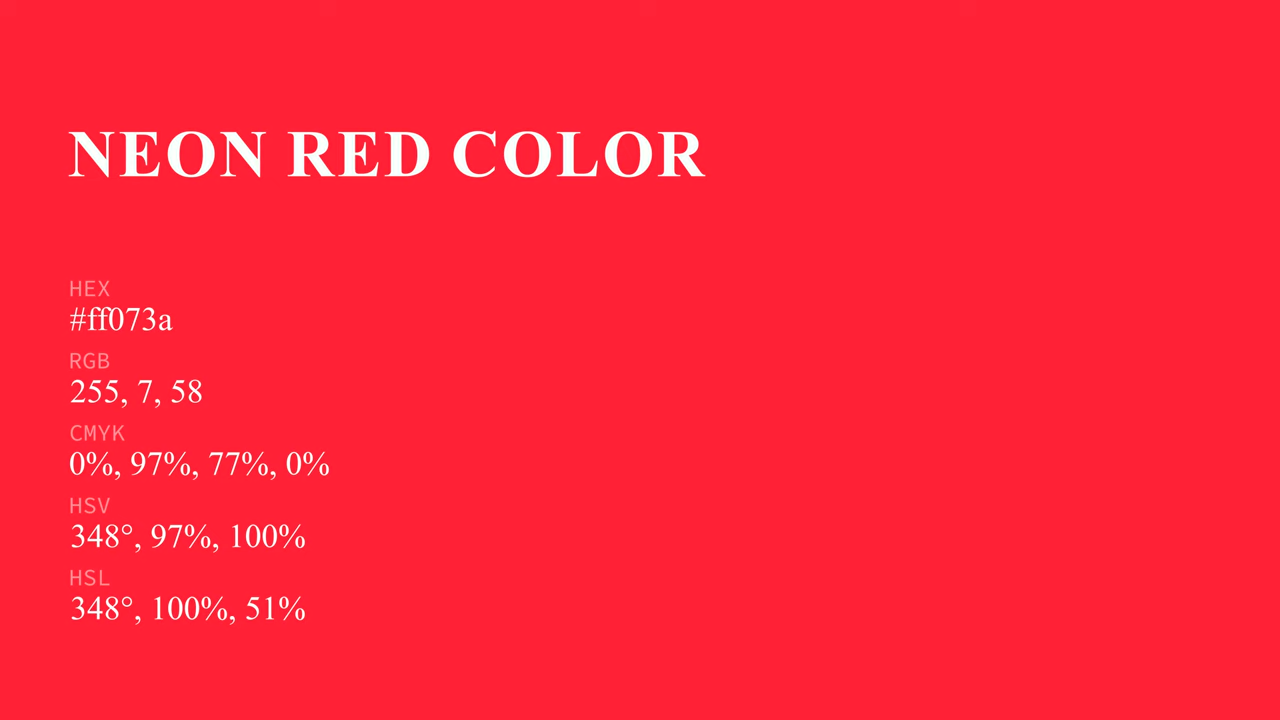 NEON RED COLOR
HEX
#ff073a
RGB
255, 7, 58
CMYK
0%, 97%, 77%, 0%
HSV
348°, 97%, 100%
HSL
348°, 100%, 51%